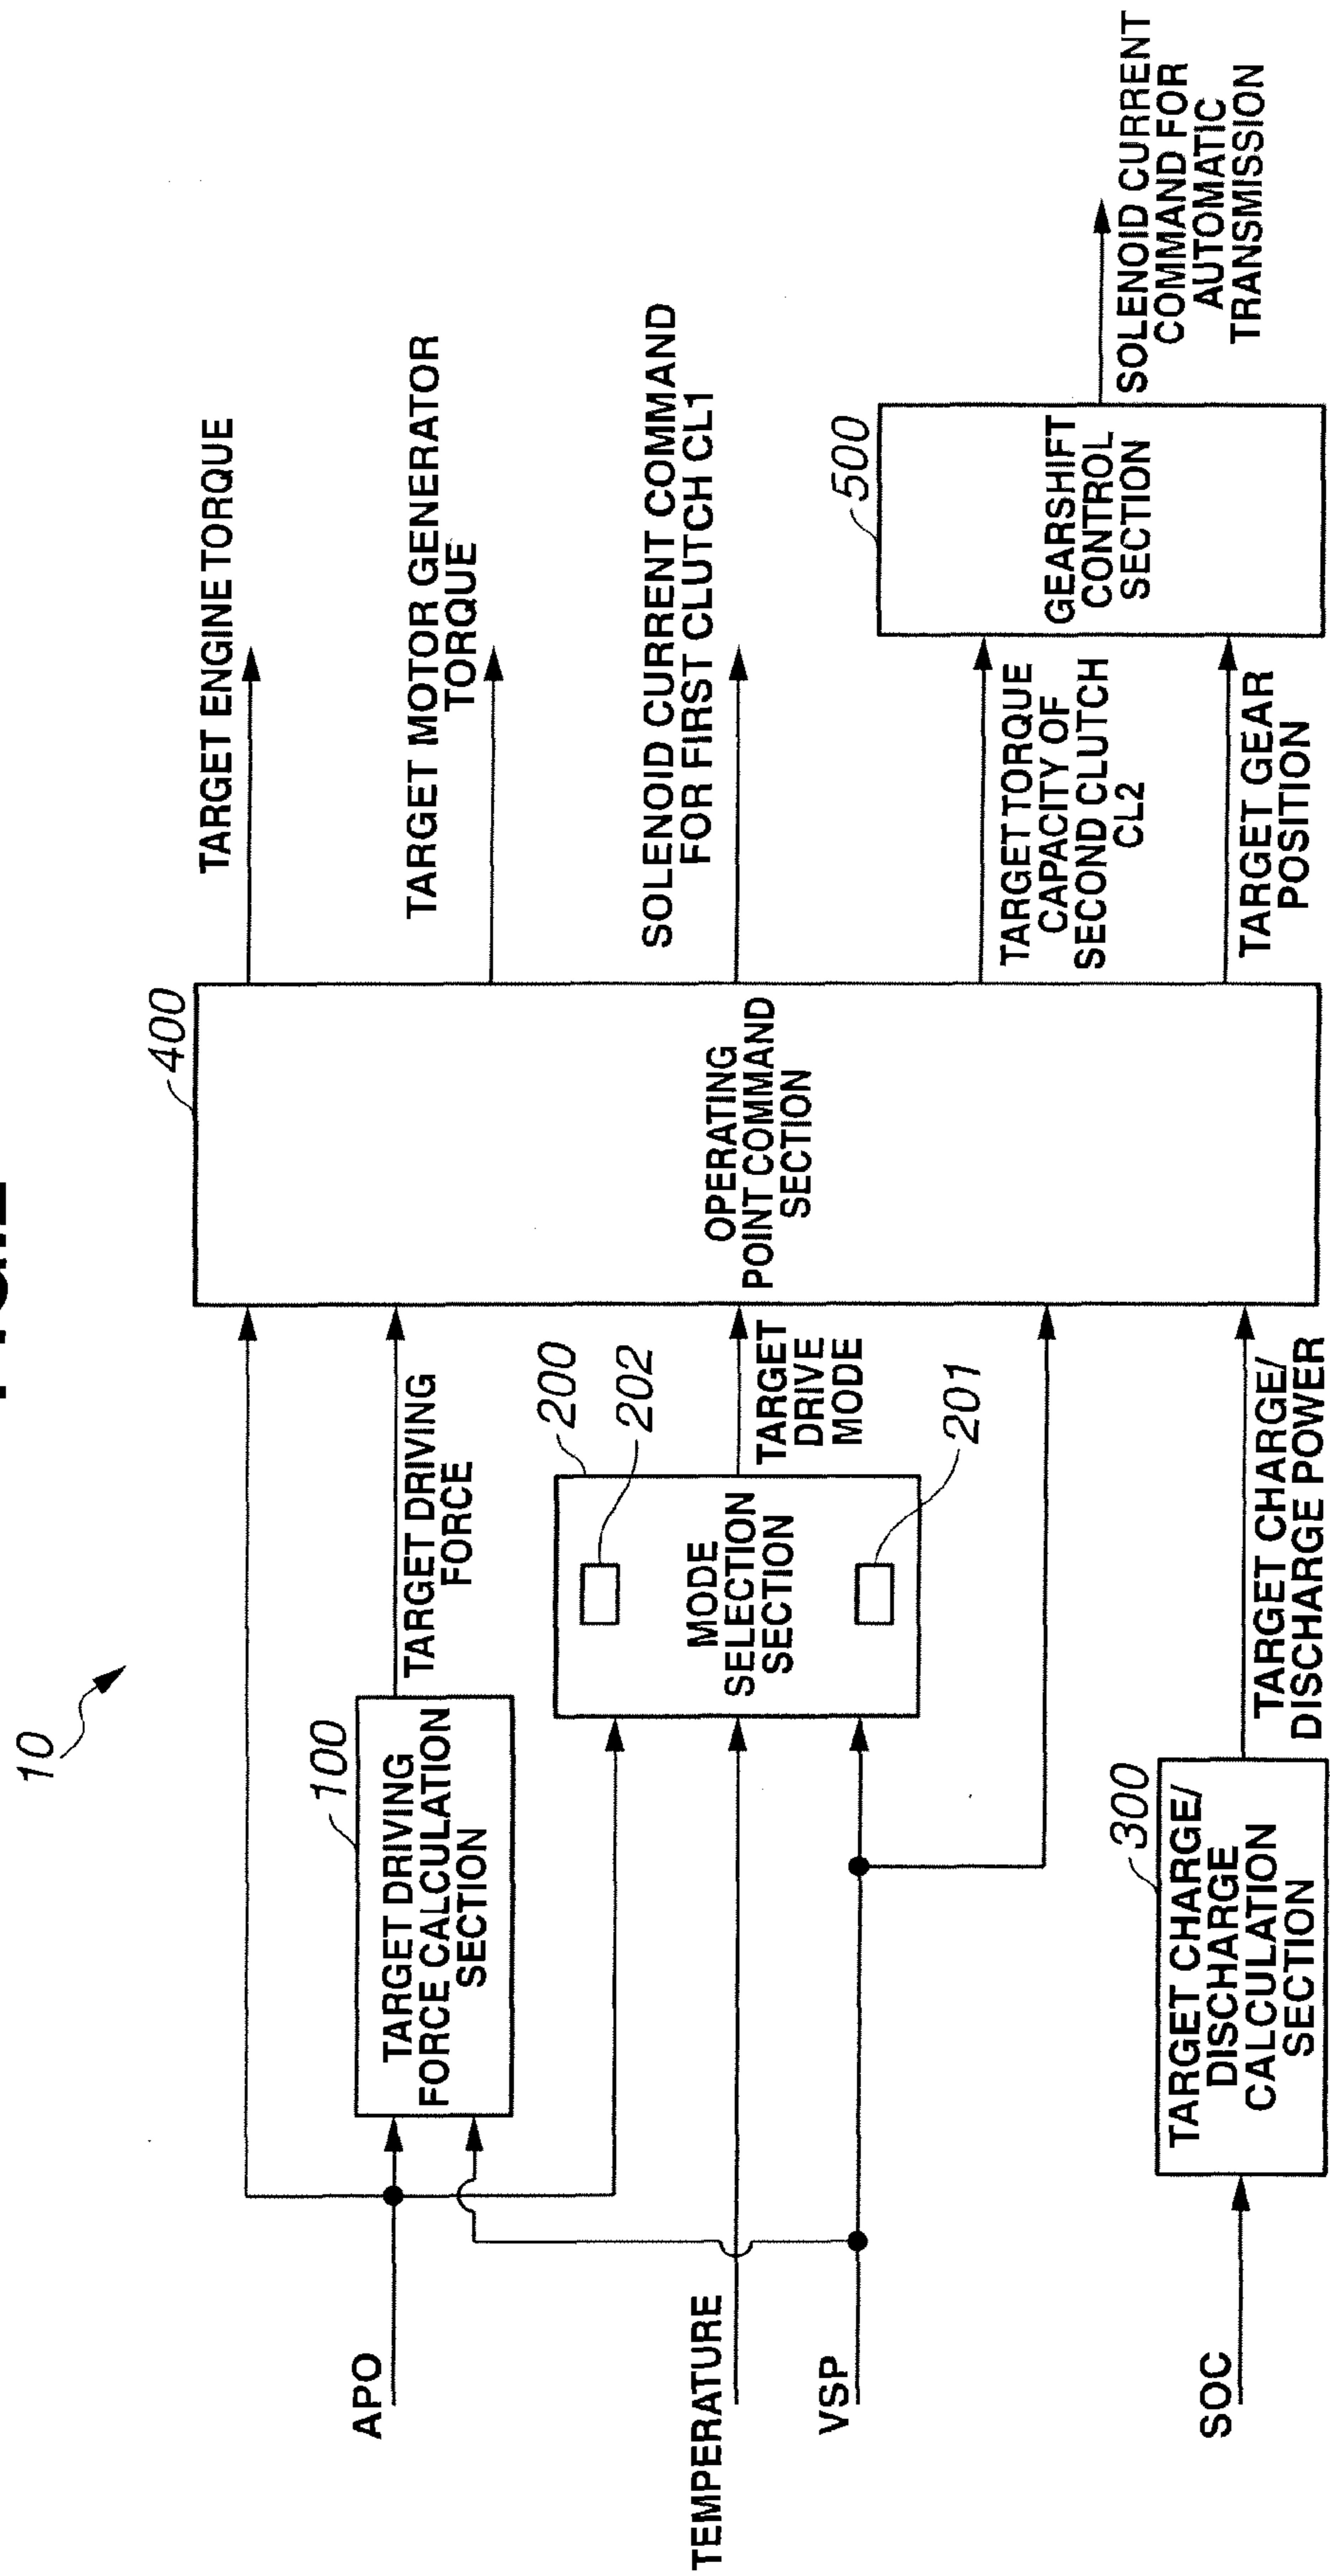 10
APO
TEMPERATURE
VSP
SOC
100
TARGET DRIVING
FORCE CALCULATION
SECTION
TARGET DRIVING
FORCE
200
202
201
MODE
SELECTION
SECTION
TARGET
DRIVE
MODE
300
TARGET CHARGE/
DISCHARGE
CALCULATION
SECTION
TARGET CHARGE/
DISCHARGE POWER
400
OPERATING
POINT COMMAND
SECTION
TARGET ENGINE TORQUE
TARGET MOTOR GENERATOR
TORQUE
SOLENOID CURRENT COMMAND
FOR FIRST CLUTCH CL1
TARGET TORQUE
CAPACITY OF
SECOND CLUTCH
CL2
TARGET GEAR
POSITION
500
GEARSHIFT
CONTROL
SECTION
SOLENOID CURRENT
COMMAND FOR
AUTOMATIC
TRANSMISSION